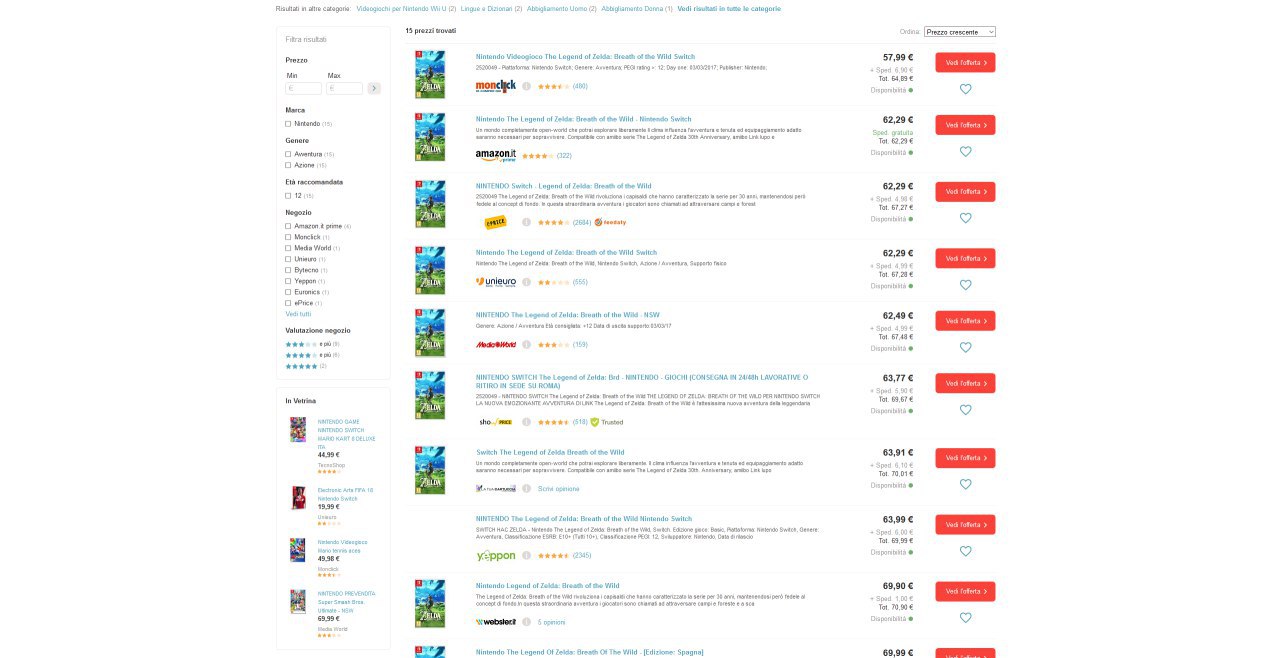 Risultati in altre categorie: Videogiochi per Nintendo Wii U (2) Lingue e Dizionari (2) Abbigliamento Uomo (2) Abbigliamento Donna (1) Vedi risultati in tutte le categorie
Filtra risultati
Prezzo
Min Max
€ €
Marca
Nintendo (15)
Genere
Avventura (15)
Azione (15)
Età raccomandata
12 (15)
Negozio
Amazon.it prime (4)
Monclick (1)
Media World (1)
Unieuro (1)
Bytecno (1)
Yeppon (1)
Euronics (1)
ePrice (1)
Vedi tutti
Valutazione negozio
e più (9)
e più (6)
(2)
In Vetrina
NINTENDO GAME
NINTENDO SWITCH
MARIO KART 8 DELUXE
ITA
44,99 €
TecnoShop
Electronic Arts FIFA 18
Nintendo Switch
19,99 €
Unieuro
Nintendo Videogioco
Mario tennis aces
49,98 €
Monclick
NINTENDO PREVENDITA
Super Smash Bros.
Ultimate - NSW
69,99 €
Media World
15 prezzi trovati
Ordina: Prezzo crescente
Nintendo Videogioco The Legend of Zelda: Breath of the Wild Switch
2520049 - Piattaforma: Nintendo Switch; Genere: Avventura; PEGI rating v: 12; Day one: 03/03/2017; Publisher: Nintendo;
monclick (480)
57,99 €
+ Sped. 6,90 €
Tot. 64,89 €
Disponibilità
Vedi l'offerta
Nintendo The Legend of Zelda: Breath of the Wild - Nintendo Switch
Un mondo completamente open-world che potrai esplorare liberamente Il clima influenza l'avventura e tenuta ed equipaggiamento adatto
saranno necessari per sopravvivere. Compatibile con amiibo serie The Legend of Zelda 30th Anniversary, amiibo Link lupo e
amazon.it prime (322)
62,29 €
Sped. gratuita
Tot. 62,29 €
Disponibilità
Vedi l'offerta
NINTENDO Switch - Legend of Zelda: Breath of the Wild
2520049 The Legend of Zelda: Breath of the Wild rivoluziona i capisaldi che hanno caratterizzato la serie per 30 anni, mantenendosi però
fedele al concept di fondo: in questa straordinaria avventura i giocatori sono chiamati ad attraversare campi e forest
ePRICE (2684) feedaty
62,29 €
+ Sped. 4,98 €
Tot. 67,27 €
Disponibilità
Vedi l'offerta
Nintendo The Legend of Zelda: Breath of the Wild Switch
Nintendo The Legend of Zelda: Breath of the Wild, Nintendo Switch, Azione / Avventura, Supporto fisico
unieuro (555)
62,29 €
+ Sped. 4,99 €
Tot. 67,28 €
Disponibilità
Vedi l'offerta
NINTENDO The Legend of Zelda: Breath of the Wild - NSW
Genere: Azione / Avventura Età consigliata: +12 Data di uscita supporto:03/03/17
MediaWorld (159)
62,49 €
+ Sped. 4,99 €
Tot. 67,48 €
Disponibilità
Vedi l'offerta
NINTENDO SWITCH The Legend of Zelda: Brd - NINTENDO - GIOCHI (CONSEGNA IN 24/48h LAVORATIVE O
RITIRO IN SEDE SU ROMA)
2520049 - NINTENDO SWITCH The Legend of Zelda: Breath of the Wild THE LEGEND OF ZELDA: BREATH OF THE WILD PER NINTENDO SWITCH
LA NUOVA EMOZIONANTE AVVENTURA DI LINK The Legend of Zelda: Breath of the Wild è l'attesissima nuova avventura della leggendaria
sho PRICE (518) Trusted
63,77 €
+ Sped. 5,90 €
Tot. 69,67 €
Disponibilità
Vedi l'offerta
Switch The Legend of Zelda Breath of the Wild
Un mondo completamente open-world che potrai esplorare liberamente. Il clima influenza l'avventura e tenuta ed equipaggiamento adatto
saranno necessari per sopravvivere. Compatibile con amiibo serie The Legend of Zelda 30th. Anniversary, amiibo Link lupo
LA TUA CARTUCCIA Scrivi opinione
63,91 €
+ Sped. 6,10 €
Tot. 70,01 €
Disponibilità
Vedi l'offerta
NINTENDO The Legend of Zelda: Breath of the Wild Nintendo Switch
SWITCH HAC ZELDA - Nintendo The Legend of Zelda: Breath of the Wild, Switch. Edizione gioco: Basic, Piattaforma: Nintendo Switch, Genere:
Avventura. Classificazione ESRB: E10+ (Tutti 10+), Classificazione PEGI: 12, Sviluppatore: Nintendo. Data di rilascio
yeppon (2345)
63,99 €
+ Sped. 6,00 €
Tot. 69,99 €
Disponibilità
Vedi l'offerta
Nintendo Legend of Zelda: Breath of the Wild
The Legend of Zelda: Breath of the Wild rivoluziona i capisaldi che hanno caratterizzato la serie per 30 anni, mantenendosi però fedele al
concept di fondo.In questa straordinaria avventura i giocatori sono chiamati ad attraversare campi e foreste e a sca
webster.it 5 opinioni
69,90 €
+ Sped. 1,00 €
Tot. 70,90 €
Disponibilità
Vedi l'offerta
Nintendo The Legend Of Zelda: Breath Of The Wild - [Edizione: Spagna]
69,99 €
Vedi l'offerta